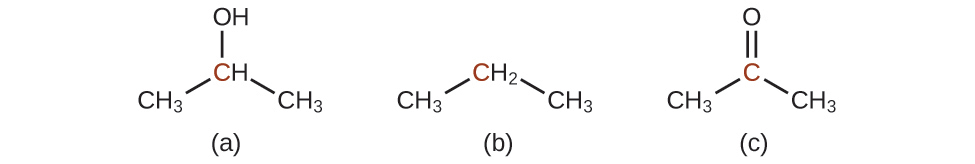 OH O
CH CH₂ C
CH₃ CH₃ CH₃ CH₃ CH₃ CH₃
(a) (b) (c)